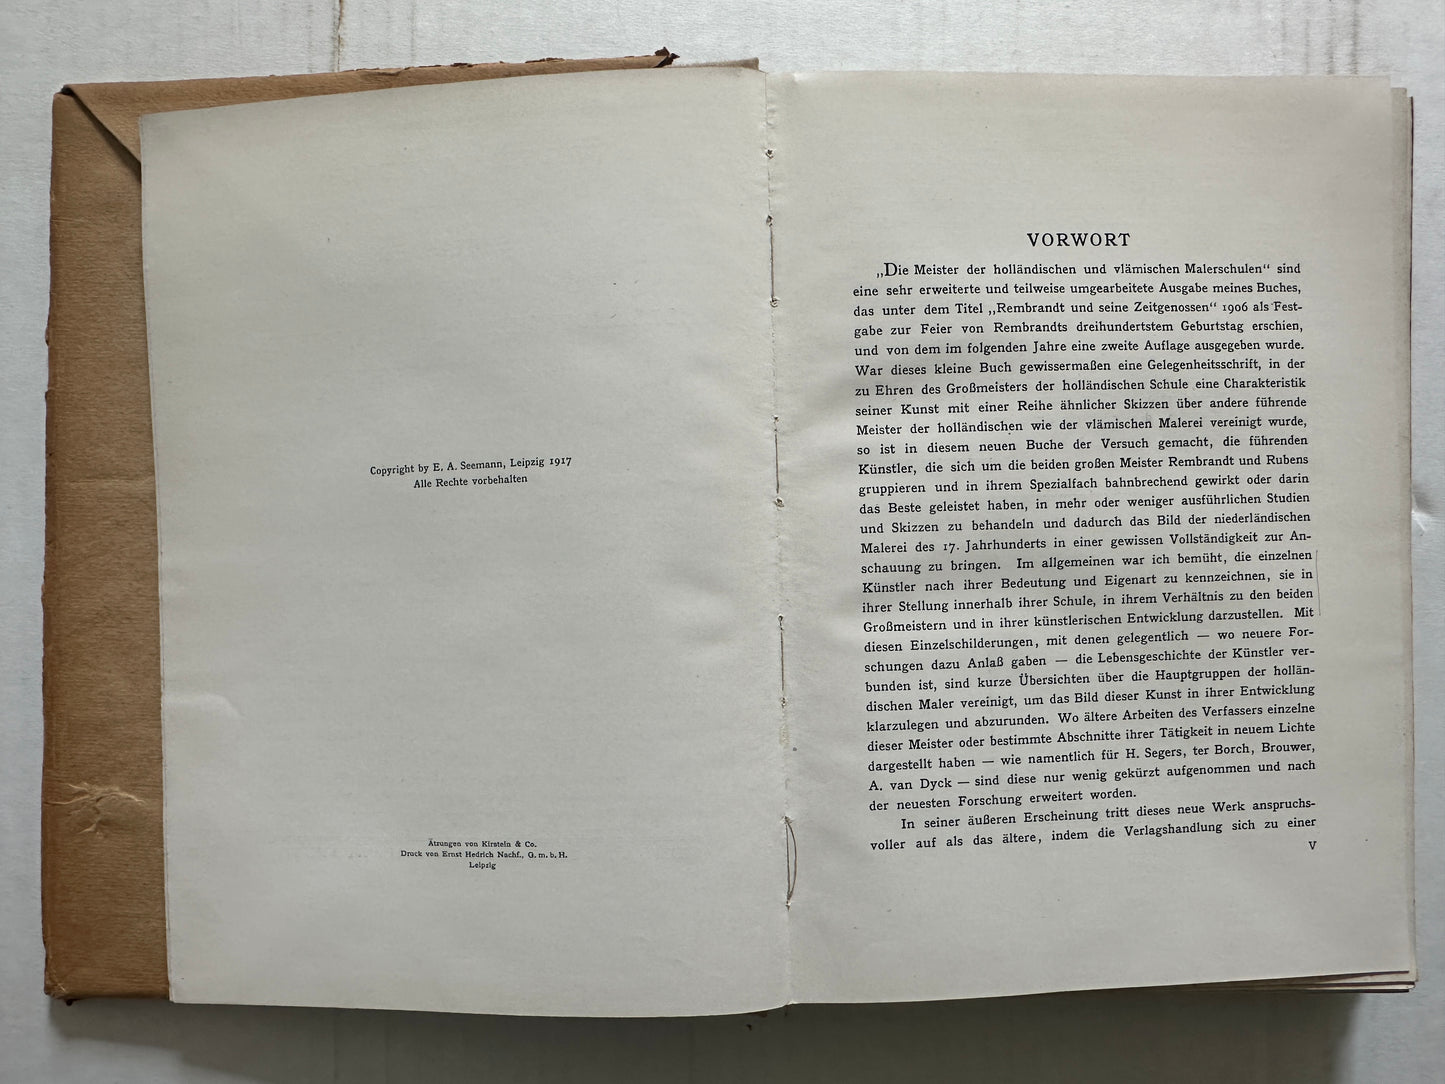 Copyright by E. A. Seemann, Leipzig 1917
Alle Rechte vorbehalten
Ätzungen von Kirstein & Co.
Druck von Ernst Hedrich Nachf., G. m. b. H.
Leipzig
VORWORT
„Die Meister der holländischen und vlämischen Malerschulen“ sind
eine sehr erweiterte und teilweise umgearbeitete Ausgabe meines Buches,
das unter dem Titel „Rembrandt und seine Zeitgenossen“ 1906 als Fest-
gabe zur Feier von Rembrandts dreihundertstem Geburtstag erschien,
und von dem im folgenden Jahre eine zweite Auflage ausgegeben wurde.
War dieses kleine Buch gewissermaßen eine Gelegenheitsschrift, in der
zu Ehren des Großmeisters der holländischen Schule eine Charakteristik
seiner Kunst mit einer Reihe ähnlicher Skizzen über andere führende
Meister der holländischen wie der vlämischen Malerei vereinigt wurde,
so ist in diesem neuen Buche der Versuch gemacht, die führenden
Künstler, die sich um die beiden großen Meister Rembrandt und Rubens
gruppieren und in ihrem Spezialfach bahnbrechend gewirkt oder darin
das Beste geleistet haben, in mehr oder weniger ausführlichen Studien
und Skizzen zu behandeln und dadurch das Bild der niederländischen
Malerei des 17. Jahrhunderts in einer gewissen Vollständigkeit zur An-
schauung zu bringen. Im allgemeinen war ich bemüht, die einzelnen
Künstler nach ihrer Bedeutung und Eigenart zu kennzeichnen, sie in
ihrer Stellung innerhalb ihrer Schule, in ihrem Verhältnis zu den beiden
Großmeistern und in ihrer künstlerischen Entwicklung darzustellen. Mit
diesen Einzelschilderungen, mit denen gelegentlich — wo neuere For-
schungen dazu Anlaß gaben — die Lebensgeschichte der Künstler ver-
bunden ist, sind kurze Übersichten über die Hauptgruppen der hollän-
dischen Maler vereinigt, um das Bild dieser Kunst in ihrer Entwicklung
klarzulegen und abzurunden. Wo ältere Arbeiten des Verfassers einzelne
dieser Meister oder bestimmte Abschnitte ihrer Tätigkeit in neuem Lichte
dargestellt haben — wie namentlich für H. Segers, ter Borch, Brouwer,
A. van Dyck — sind diese nur wenig gekürzt aufgenommen und nach
der neuesten Forschung erweitert worden.
In seiner äußeren Erscheinung tritt dieses neue Werk anspruchs-
voller auf als das ältere, indem die Verlagshandlung sich zu einer
V